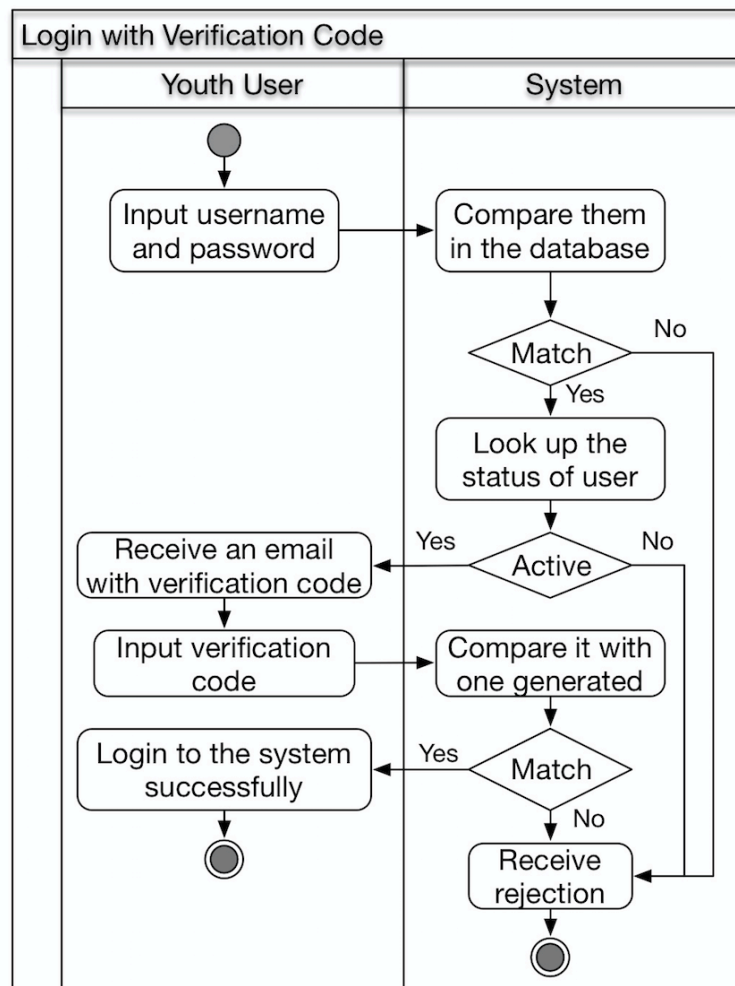 Login with Verification Code
Youth User
System
Input username
and password
Compare them
in the database
Match
No
Yes
Look up the
status of user
Receive an email
with verification code
Yes
Active
No
Input verification
code
Compare it with
one generated
Login to the system
successfully
Yes
Match
No
Receive
rejection